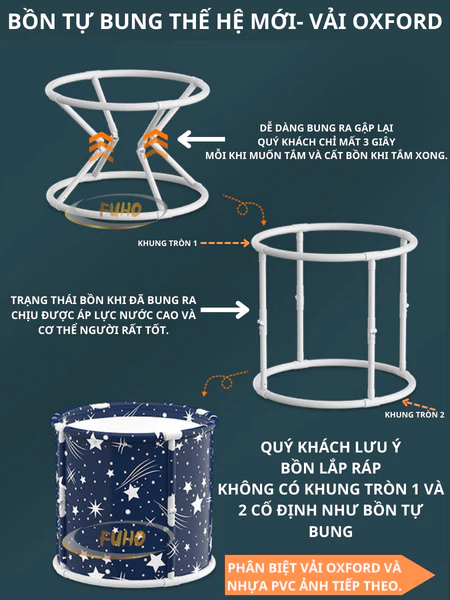 BỒN TỰ BUNG THẾ HỆ MỚI- VẢI OXFORD
DỄ DÀNG BUNG RA GẬP LẠI
QUÝ KHÁCH CHỈ MẤT 3 GIÂY
MỖI KHI MUỐN TẮM VÀ CẤT BỒN KHI TẮM XONG.
FUHO
KHUNG TRÒN 1
TRẠNG THÁI BỒN KHI ĐÃ BUNG RA
CHỊU ĐƯỢC ÁP LỰC NƯỚC CAO VÀ
CƠ THỂ NGƯỜI RẤT TỐT.
KHUNG TRÒN 2
QUÝ KHÁCH LƯU Ý
BỒN LẮP RÁP
KHÔNG CÓ KHUNG TRÒN 1 VÀ
2 CỐ ĐỊNH NHƯ BỒN TỰ
BUNG
FUHO
PHÂN BIỆT VẢI OXFORD VÀ
NHỰA PVC ẢNH TIẾP THEO.